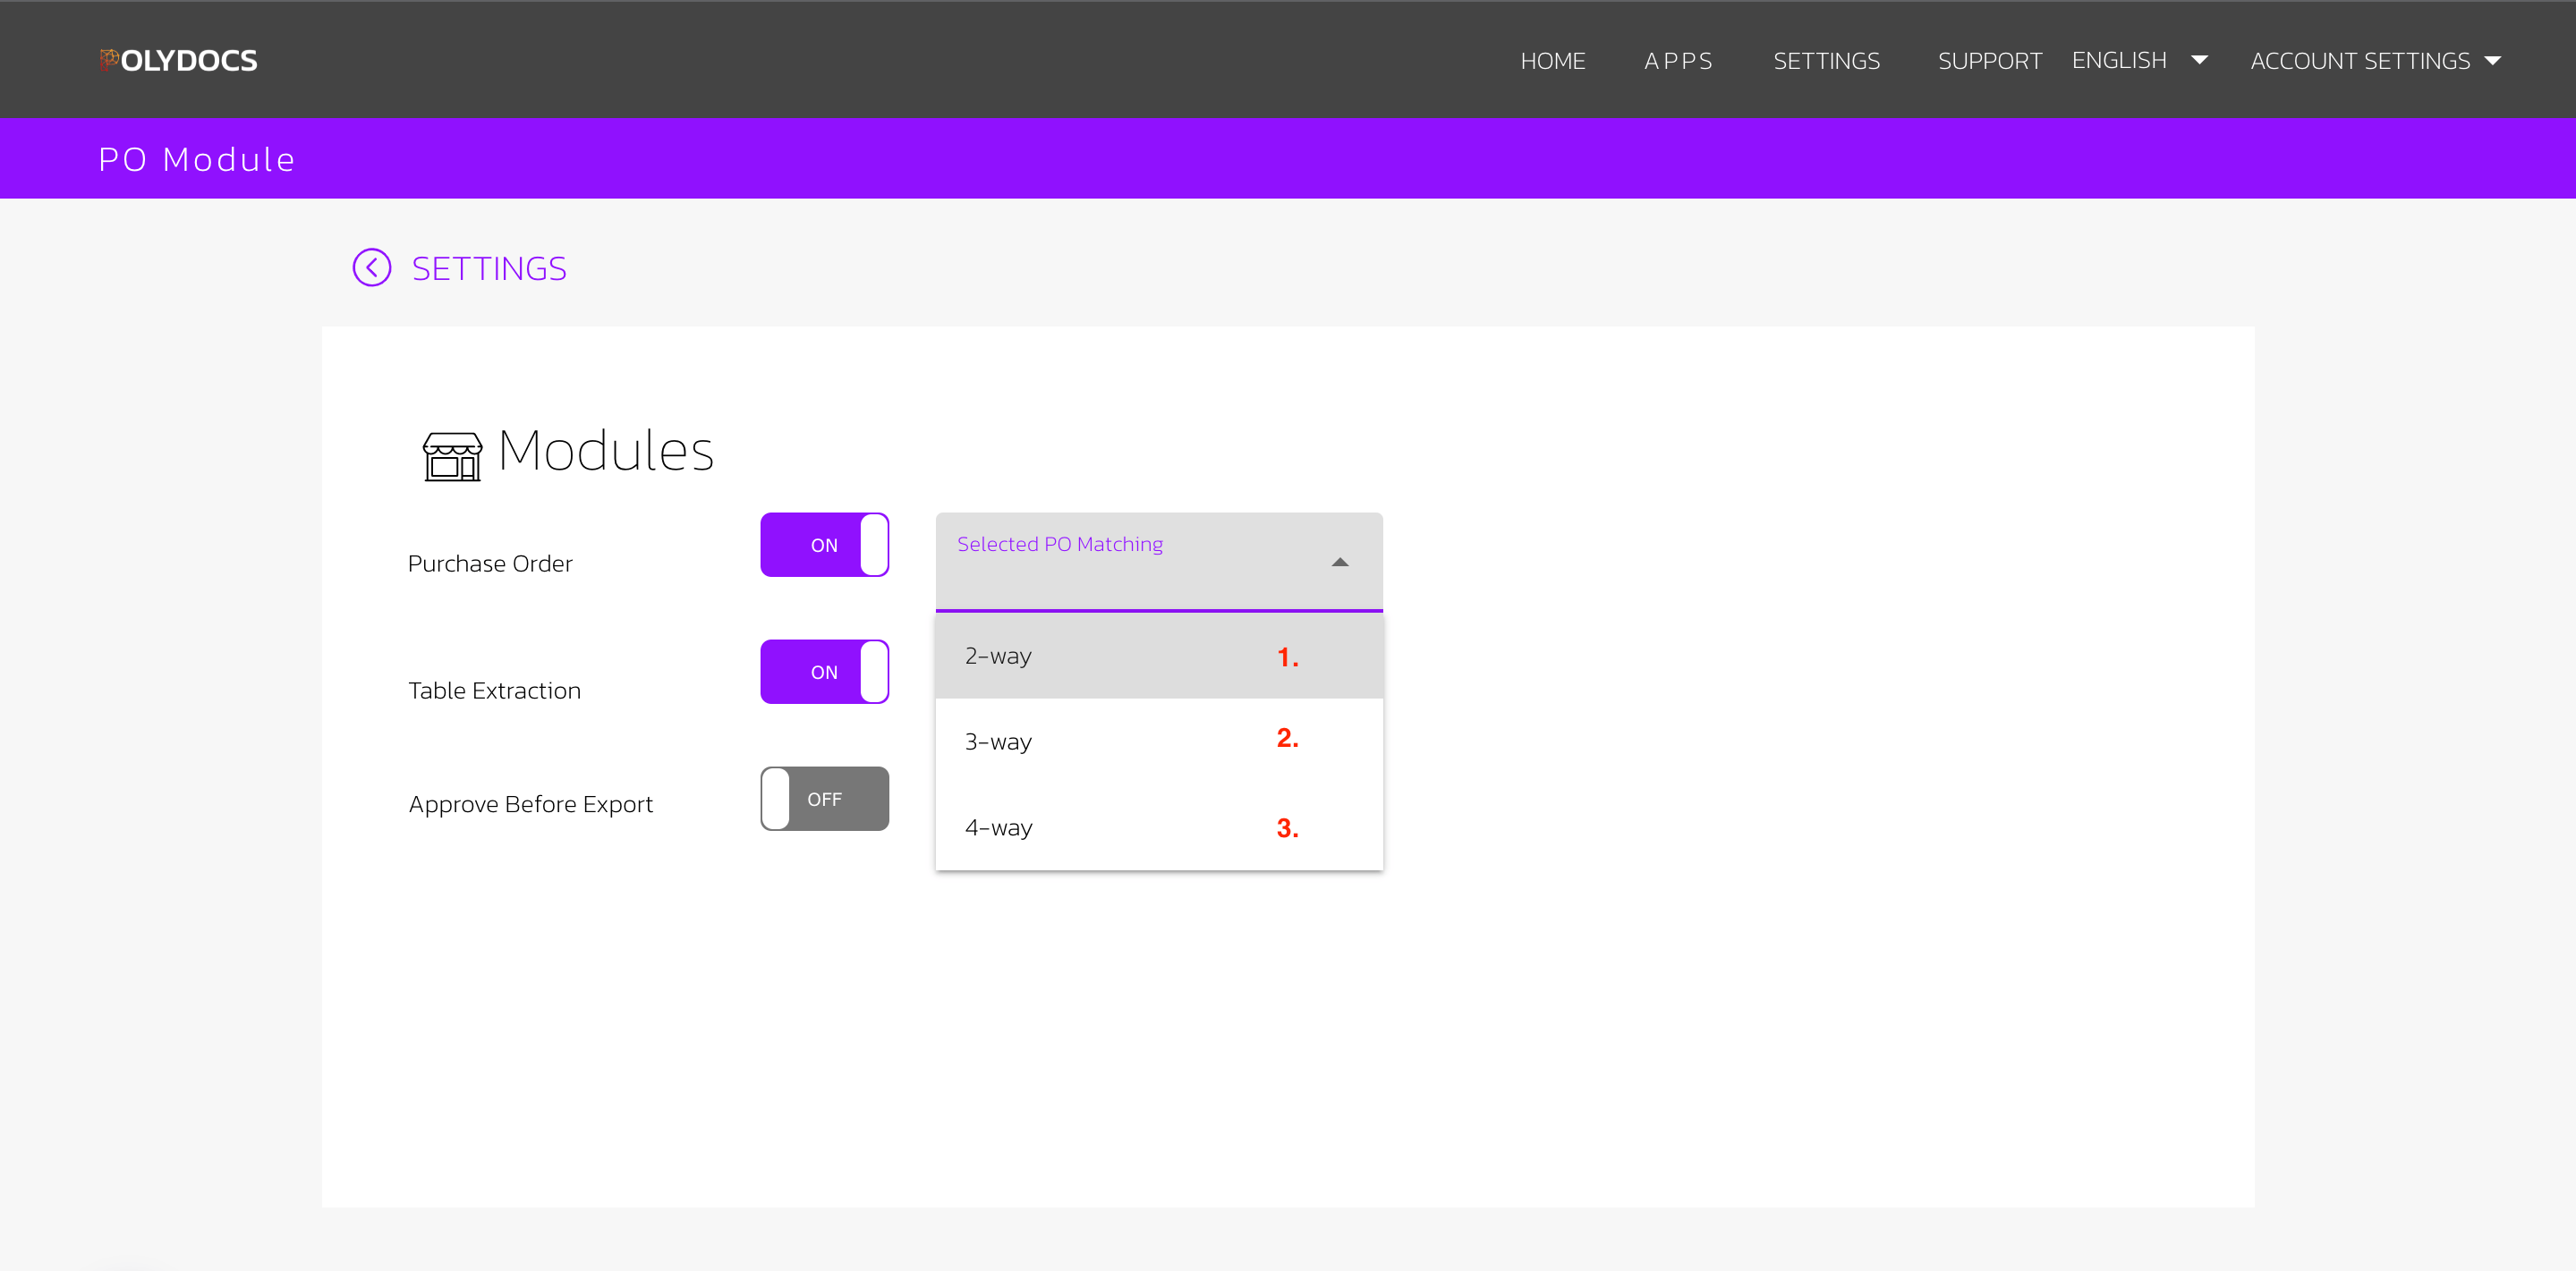 POLYDOCS
HOME APPS SETTINGS SUPPORT ENGLISH ACCOUNT SETTINGS
PO Module
SETTINGS
Modules
Purchase Order ON Selected PO Matching
2-way 1.
Table Extraction ON
3-way 2.
Approve Before Export OFF
4-way 3.